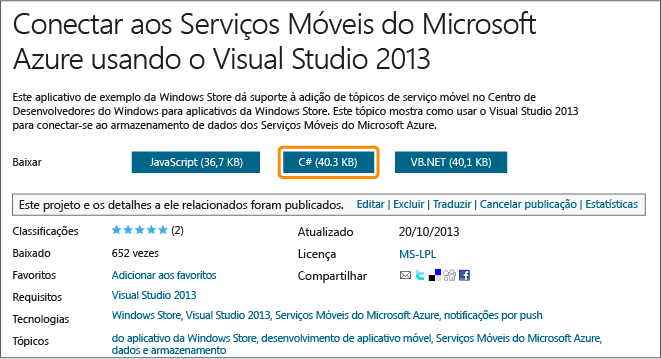 Conectar aos Serviços Móveis do Microsoft
Azure usando o Visual Studio 2013
Este aplicativo de exemplo da Windows Store dá suporte à adição de tópicos de serviço móvel no Centro de
Desenvolvedores do Windows para aplicativos da Windows Store. Este tópico mostra como usar o Visual Studio 2013
para conectar-se ao armazenamento de dados dos Serviços Móveis do Microsoft Azure.
Baixar JavaScript (36,7 KB) C# (40.3 KB) VB.NET (40,1 KB)
Este projeto e os detalhes a ele relacionados foram publicados. Editar | Excluir | Traduzir | Cancelar publicação | Estatísticas
Classificações (2) Atualizado 20/10/2013
Baixado 652 vezes Licença MS-LPL
Favoritos Adicionar aos favoritos Compartilhar
Requisitos Visual Studio 2013
Tecnologias Windows Store, Visual Studio 2013, Serviços Móveis do Microsoft Azure, notificações por push
Tópicos do aplicativo da Windows Store, desenvolvimento de aplicativo móvel, Serviços Móveis do Microsoft Azure,
dados e armazenamento